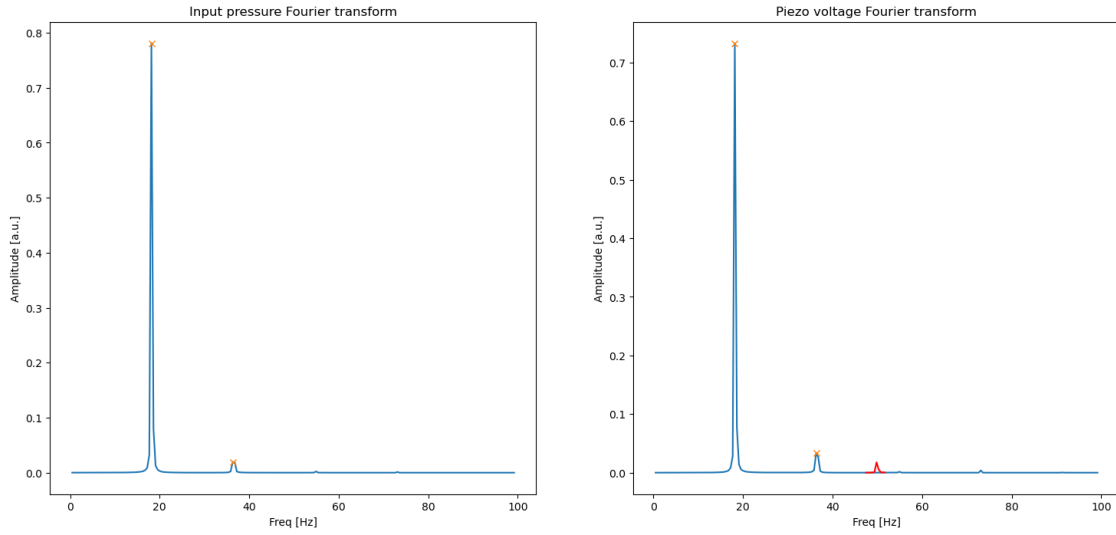 Input pressure Fourier transform
0.8
0.7
0.6
0.5
0.4
0.3
0.2
0.1
0.0
Amplitude [a.u.]
0 20 40 60 80 100
Freq [Hz]
Piezo voltage Fourier transform
0.7
0.6
0.5
0.4
0.3
0.2
0.1
0.0
Amplitude [a.u.]
0 20 40 60 80 100
Freq [Hz]